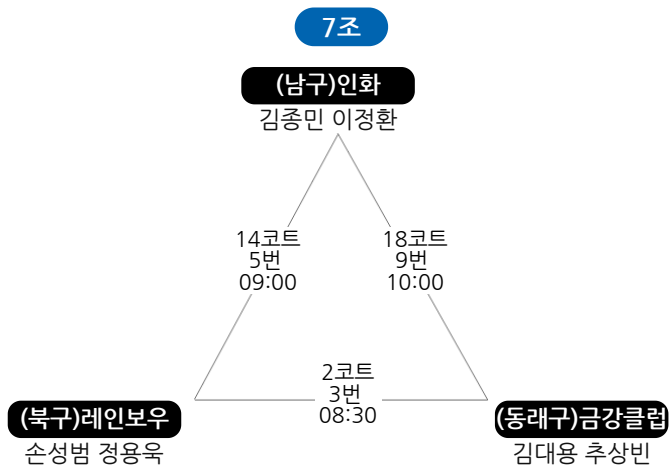 7조
(남구)인화
김종민 이정환
14코트
5번
09:00
18코트
9번
10:00
2코트
3번
08:30
(북구)레인보우
손성범 정용욱
(동래구)금강클럽
김대용 추상빈